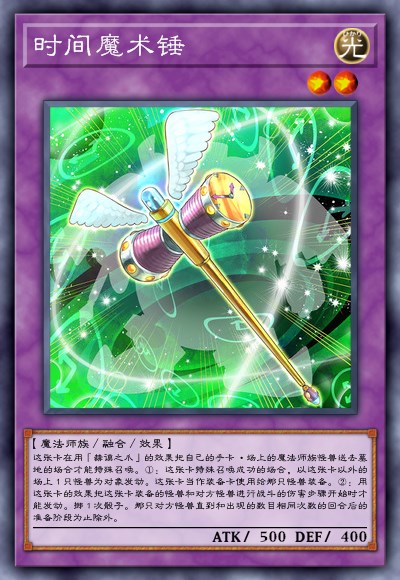 时间魔术锤
光
【魔法师族/融合/效果】
这张卡在用「赫谟之爪」的效果把自己的手卡·场上的魔法师族怪兽送去墓
地的场合才能特殊召唤。①:这张卡特殊召唤成功的场合,以这张卡以外的
场上1只怪兽为对象发动。这张卡当作装备卡使用给那只怪兽装备。②:用
这张卡的效果把这张卡装备的怪兽和对方怪兽进行战斗的伤害步骤开始时才
能发动。掷1次骰子。那只对方怪兽直到和出现的数目相同次数的回合后的
准备阶段为止除外。
ATK/ 500 DEF/ 400